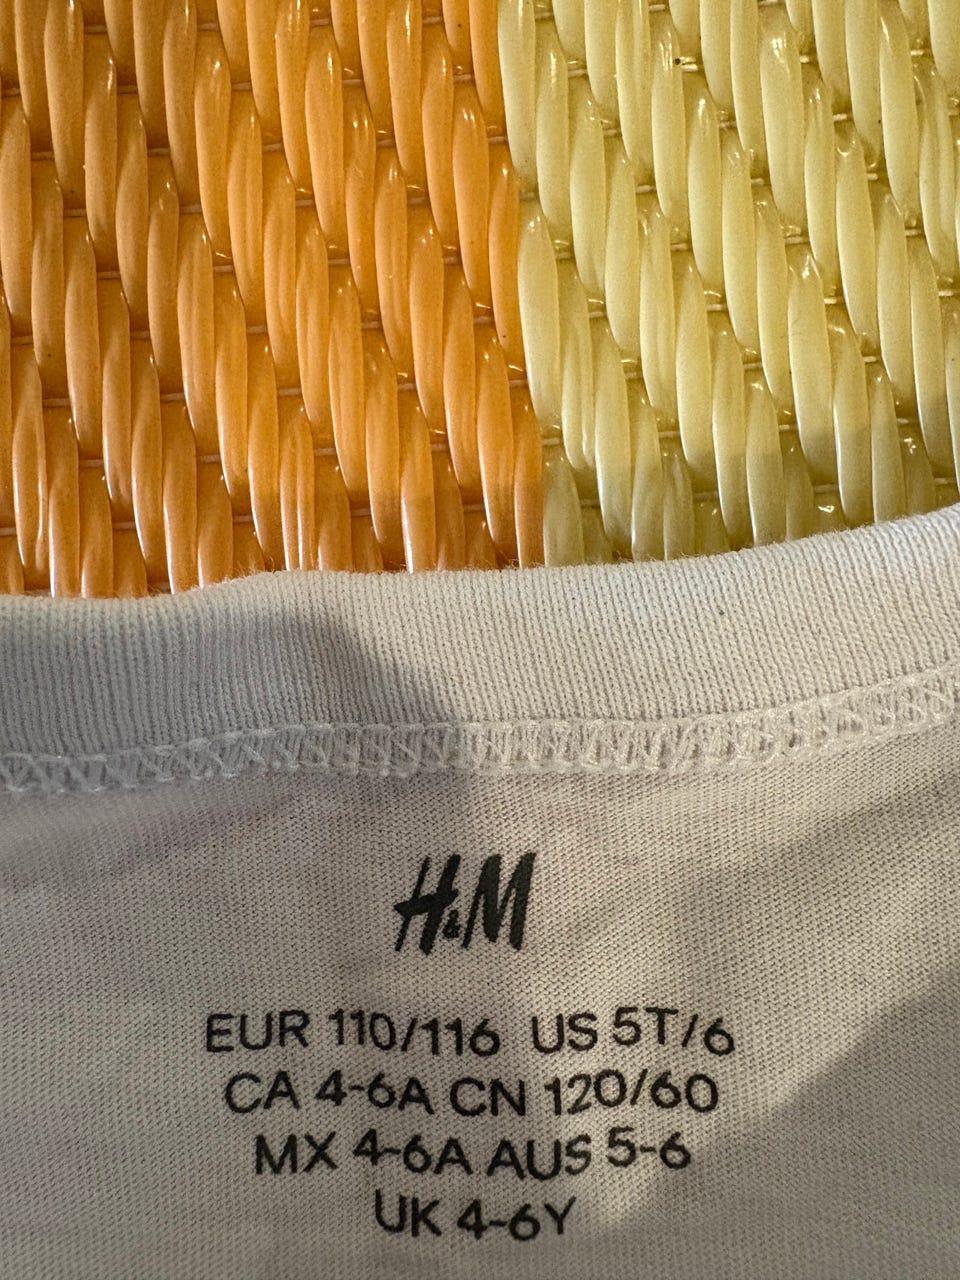 H&M
EUR 110/116 US 5T/6
CA 4-6A CN 120/60
MX 4-6A AUS 5-6
UK 4-6Y